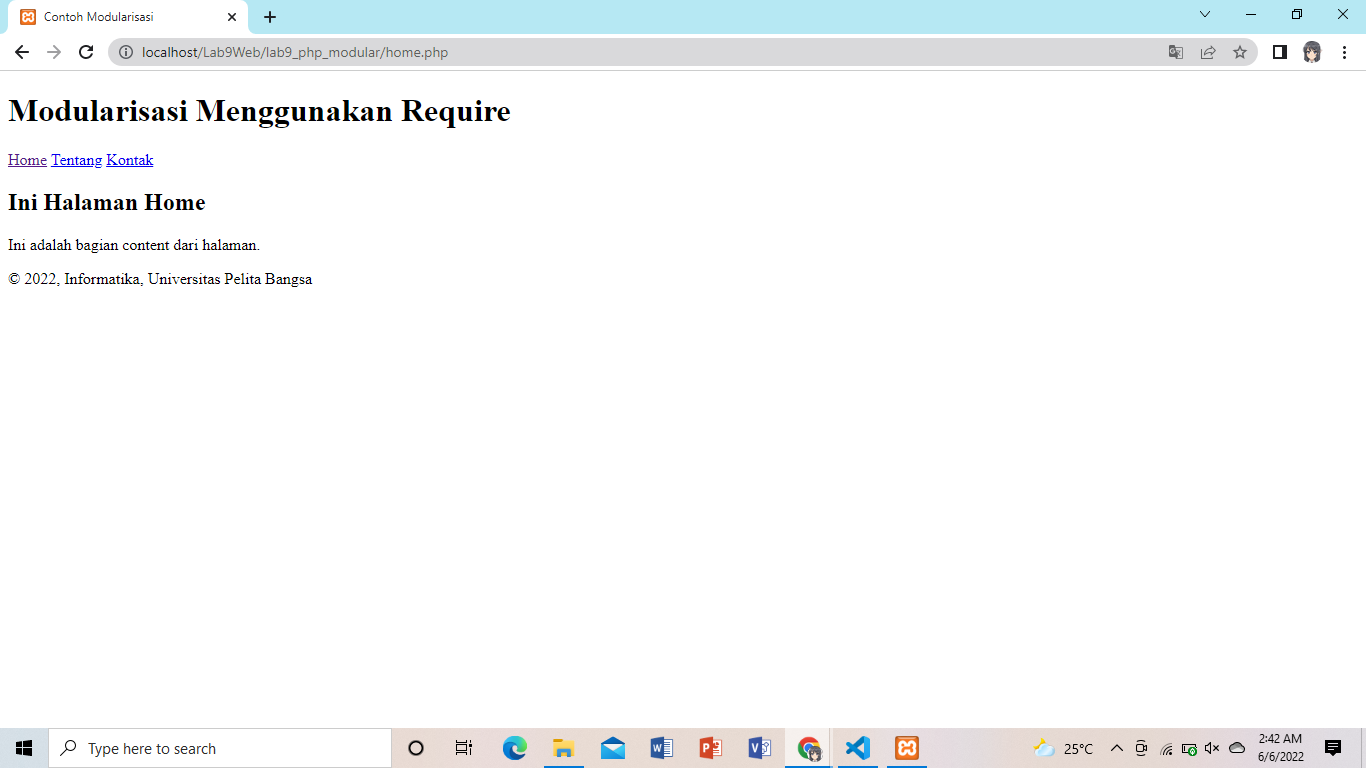 Contoh Modularisasi
localhost/Lab9Web/lab9_php_modular/home.php
Modularisasi Menggunakan Require
Home Tentang Kontak
Ini Halaman Home
Ini adalah bagian content dari halaman.
© 2022, Informatika, Universitas Pelita Bangsa
Type here to search
25°C
2:42 AM
6/6/2022